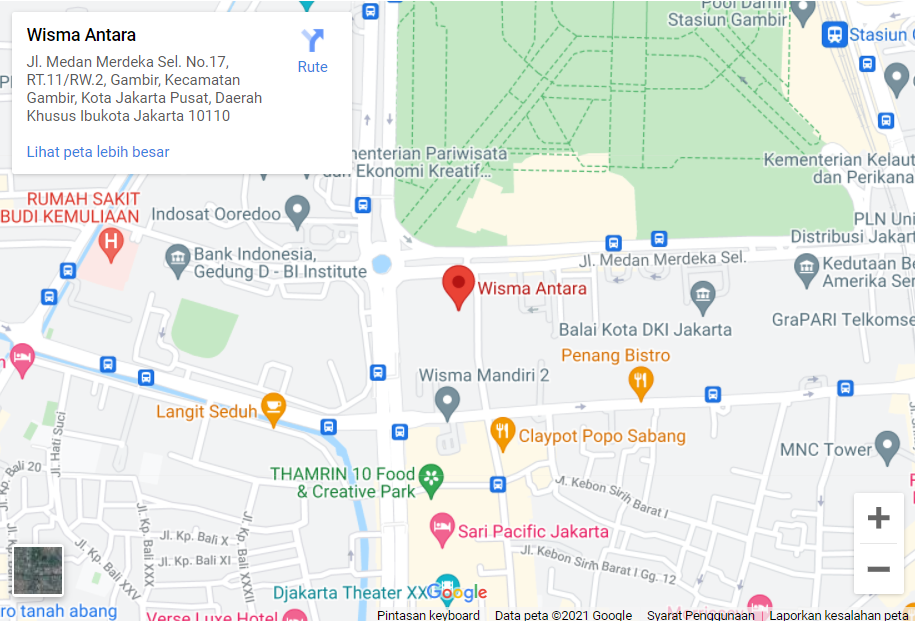 Wisma Antara
Jl. Medan Merdeka Sel. No.17,
RT.11/RW.2, Gambir, Kecamatan
Gambir, Kota Jakarta Pusat, Daerah
Khusus Ibukota Jakarta 10110
Rute
Lihat peta lebih besar
Stasiun Gambir
Stasiun
Pariwisata
Ekonomi Kreatif...
Kementerian Kelaut
dan Perikana
RUMAH SAKIT
BUDI KEMULIAAN
Indosat Ooredoo
PLN Uni
Distribusi Jakart
Bank Indonesia,
Gedung D - BI Institute
Jl. Medan Merdeka Sel.
Kedutaan Be
Amerika Ser
Wisma Antara
Balai Kota DKI Jakarta
GraPARI Telkomse
Penang Bistro
Wisma Mandiri 2
Langit Seduh
Claypot Popo Sabang
MNC Tower
Jl. Hati Suci
Jl. Kp. Bali 20
THAMRIN 10 Food
& Creative Park
M. Kebon Sirih Barat I
Sari Pacific Jakarta
Jl. Kp. Bali X
Jl. Kp. Bali XXX
Jl. Kp. Bali XXV
Jl. Kp. Bali XXXIII
Jl. Kebon Sirih Barat I Gg. 12
Djakarta Theater XX
Google
ro tanah abang
Verse Luxe Hotel
Pintasan keyboard
Data peta ©2021 Google
Syarat Penggunaan
Laporkan kesalahan peta